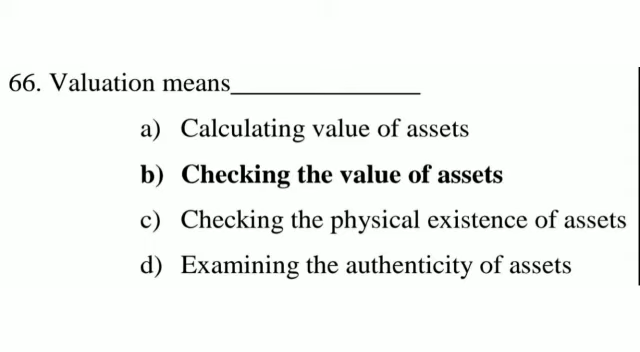 66. Valuation means_______________
a) Calculating value of assets
b) Checking the value of assets
c) Checking the physical existence of assets
d) Examining the authenticity of assets